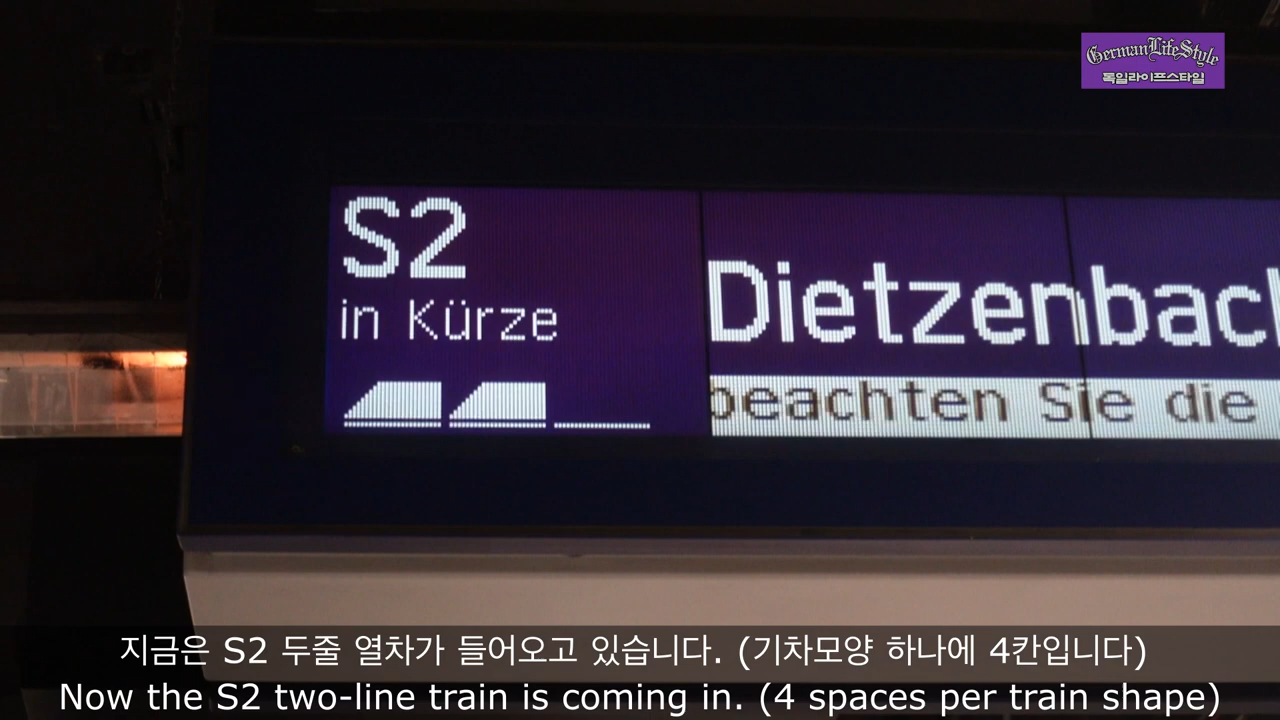 GermanLifeStyle
독일라이프스타일
S2
in Kürze
Dietzenbach
beachten Sie die
지금은 S2 두줄 열차가 들어오고 있습니다. (기차모양 하나에 4칸입니다)
Now the S2 two-line train is coming in. (4 spaces per train shape)